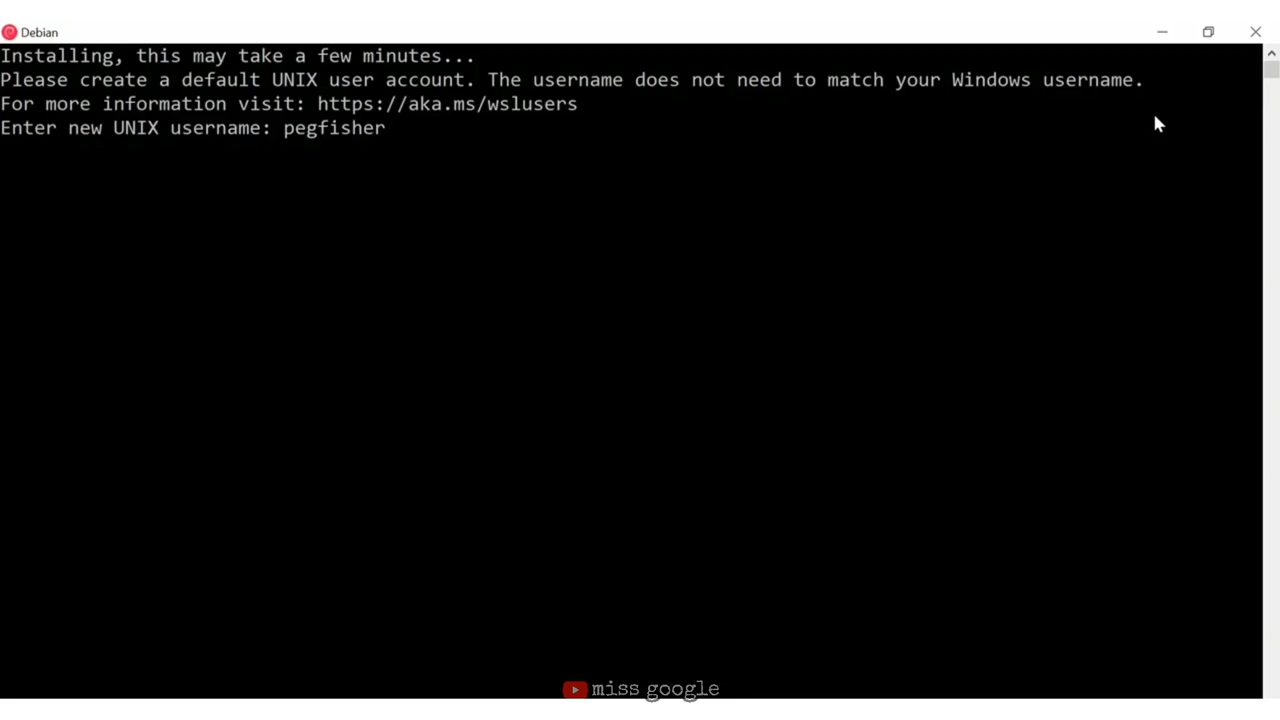 Debian
Installing, this may take a few minutes...
Please create a default UNIX user account. The username does not need to match your Windows username.
For more information visit: https://aka.ms/wslusers
Enter new UNIX username: pegfisher
miss google